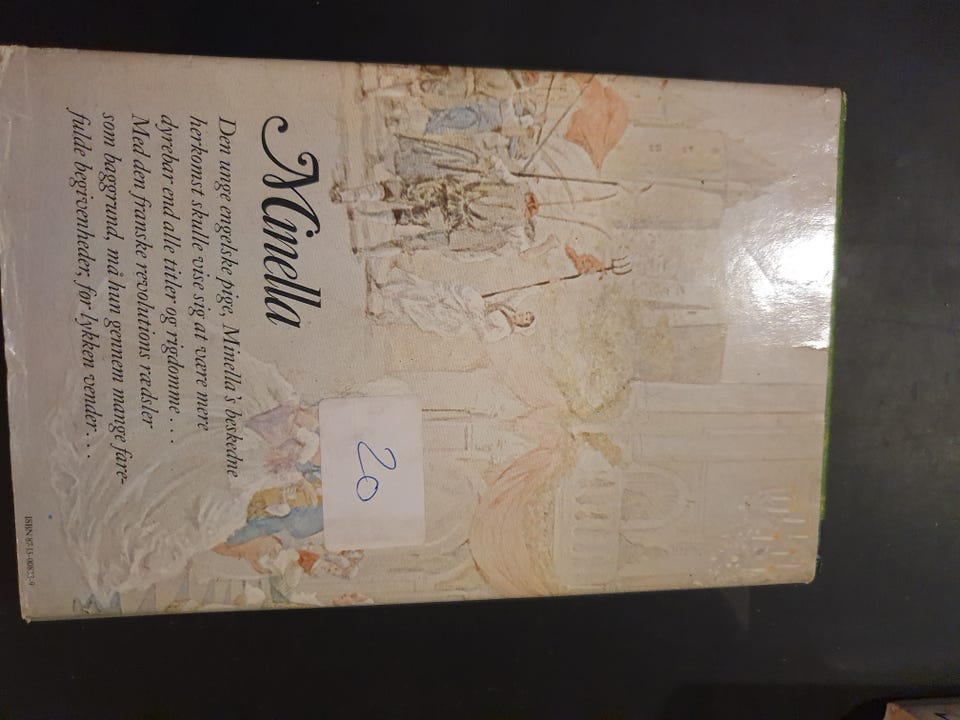 Minella
Den unge engelske pige, Minella's beskedne
herkomst skulle vise sig at være mere
dyrebar end alle titler og rigdomme . . .
Med den franske revolutions rædsler
som baggrund, må hun gennem mange fare-
fulde begivenheder, før lykken vender . . .
20